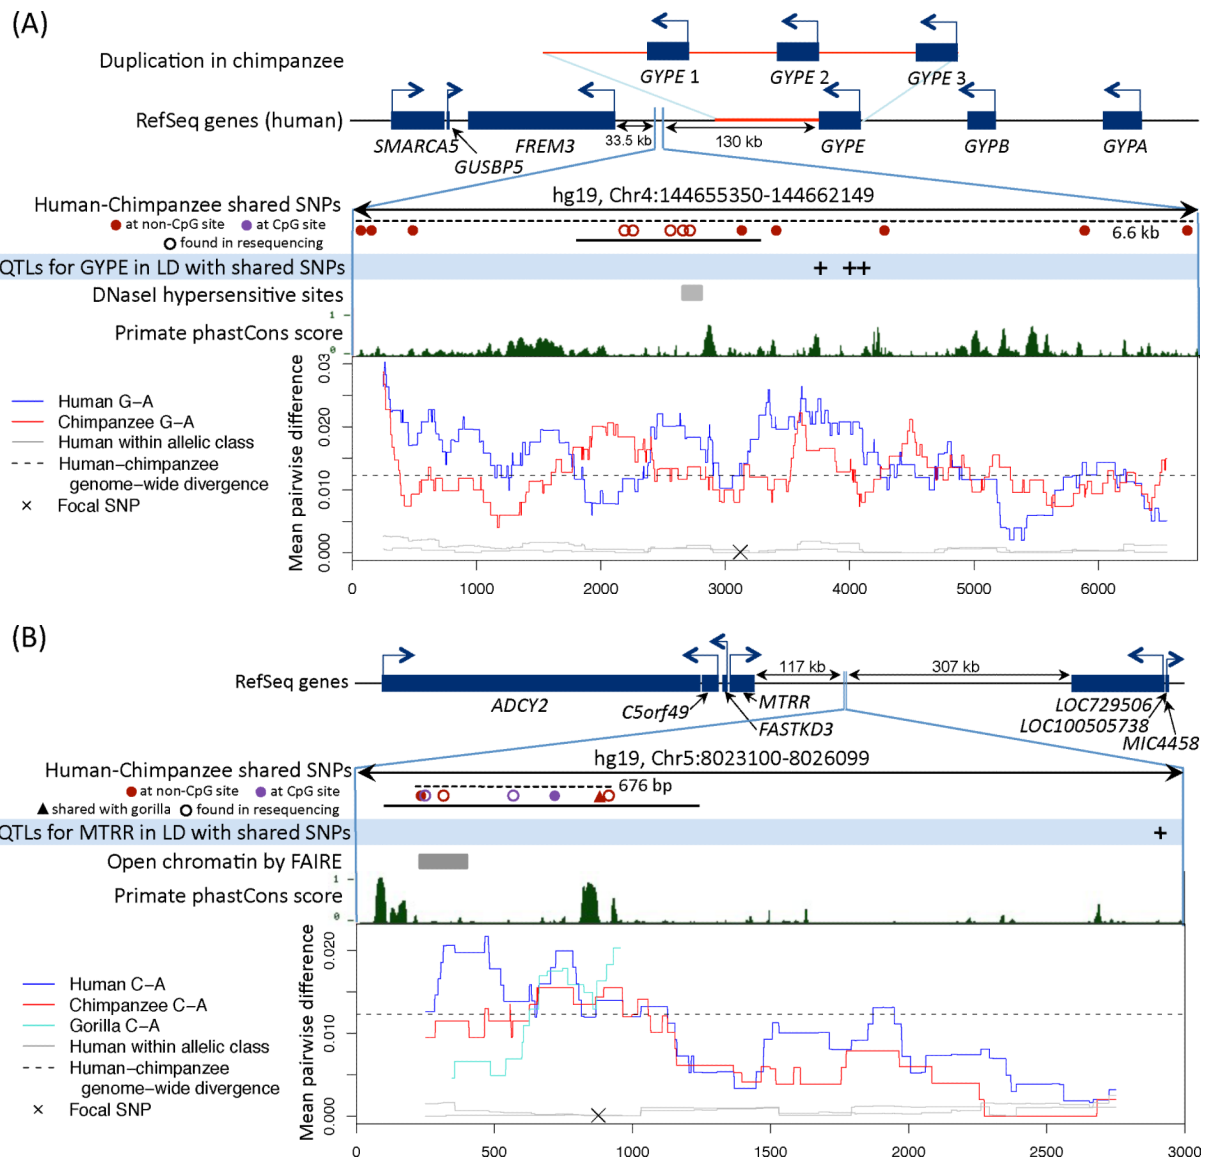 (A)
Duplication in chimpanzee
GYPE 1
GYPE 2
GYPE 3
RefSeq genes (human)
SMARCA5
GUSBP5
FREM3
33.5 kb
130 kb
GYPE
GYPB
GYPA
hg19, Chr4:144655350-144662149
Human-Chimpanzee shared SNPs
at non-CpG site
at CpG site
found in resequencing
6.6 kb
QTLs for GYPE in LD with shared SNPs
+ + +
DNaseI hypersensitive sites
Primate phastCons score
1
0
Mean pairwise difference
0.03
0.020
0.010
0.000
Human G–A
Chimpanzee G–A
Human within allelic class
Human–chimpanzee
genome–wide divergence
× Focal SNP
0 1000 2000 3000 4000 5000 6000
(B)
RefSeq genes
ADCY2
C5orf49
FASTKD3
MTRR
117 kb
307 kb
LOC729506
LOC100505738
MIC4458
hg19, Chr5:8023100-8026099
Human-Chimpanzee shared SNPs
at non-CpG site
at CpG site
shared with gorilla
found in resequencing
676 bp
QTLs for MTRR in LD with shared SNPs
+
Open chromatin by FAIRE
Primate phastCons score
1
0
Mean pairwise difference
0.020
0.010
0.000
Human C–A
Chimpanzee C–A
Gorilla C–A
Human within allelic class
Human–chimpanzee
genome–wide divergence
× Focal SNP
0 500 1000 1500 2000 2500 3000